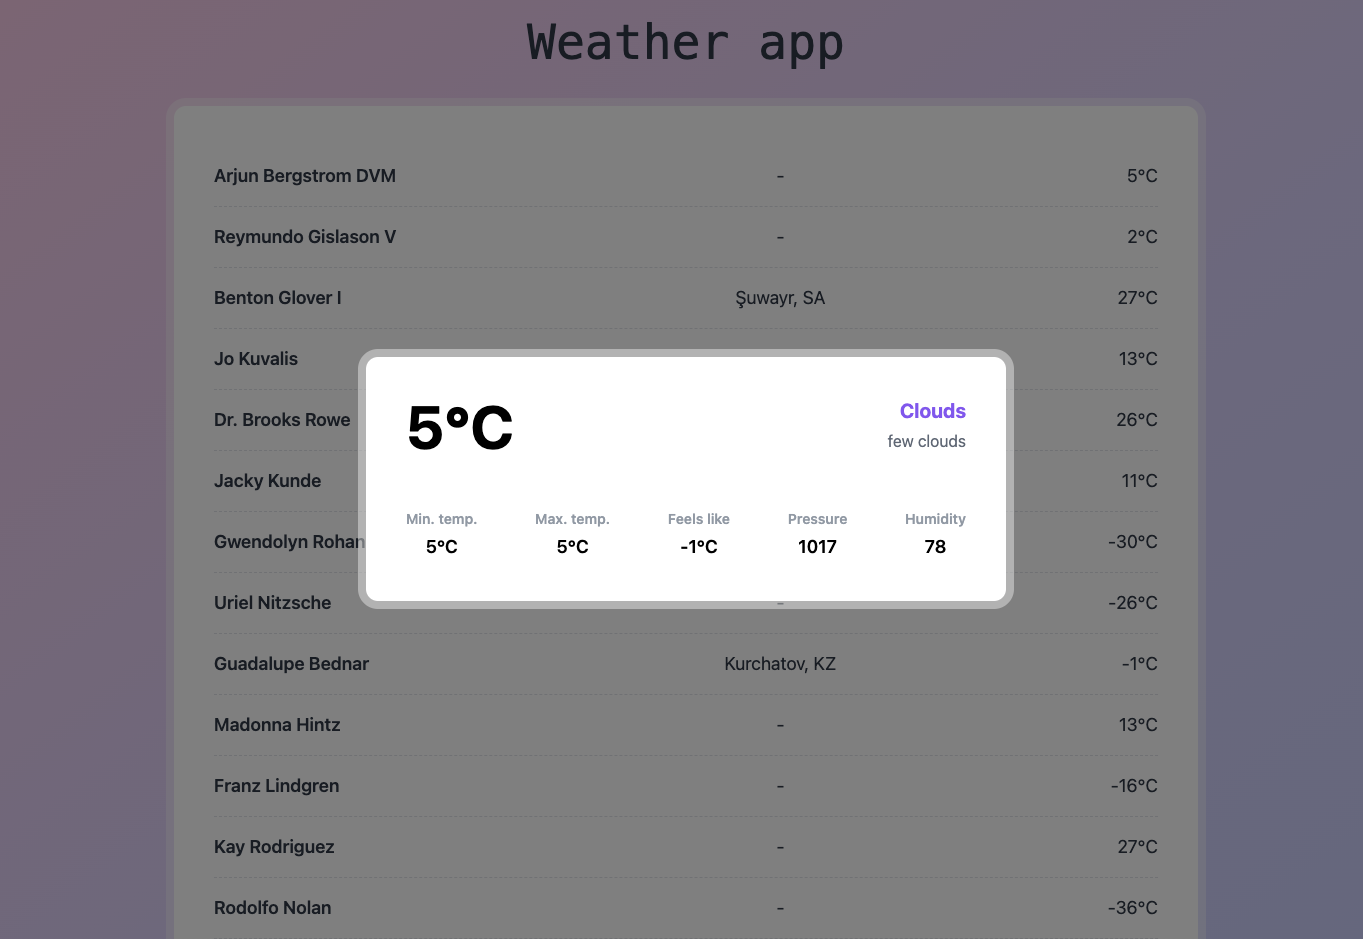 Weather app
Arjun Bergstrom DVM - 5°C
Reymundo Gislason V - 2°C
Benton Glover I Şuwayr, SA 27°C
Jo Kuvalis 13°C
Dr. Brooks Rowe 26°C
Jacky Kunde 11°C
Gwendolyn Rohan -30°C
Uriel Nitzsche - -26°C
Guadalupe Bednar Kurchatov, KZ -1°C
Madonna Hintz - 13°C
Franz Lindgren - -16°C
Kay Rodriguez - 27°C
Rodolfo Nolan - -36°C
5°C
Clouds
few clouds
Min. temp. Max. temp. Feels like Pressure Humidity
5°C 5°C -1°C 1017 78